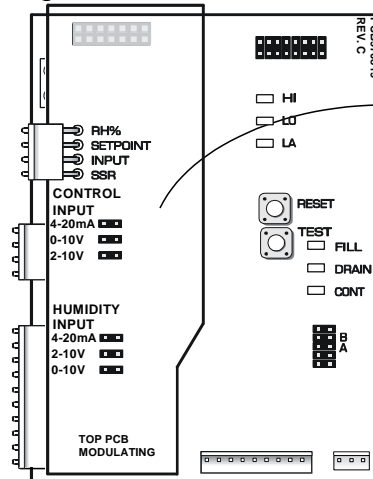 REV. C
HI
LO
LA
RH%
SETPOINT
INPUT
SSR
CONTROL
INPUT
4-20mA
0-10V
2-10V
RESET
TEST
FILL
DRAIN
CONT
HUMIDITY
INPUT
4-20mA
2-10V
0-10V
B
A
TOP PCB
MODULATING